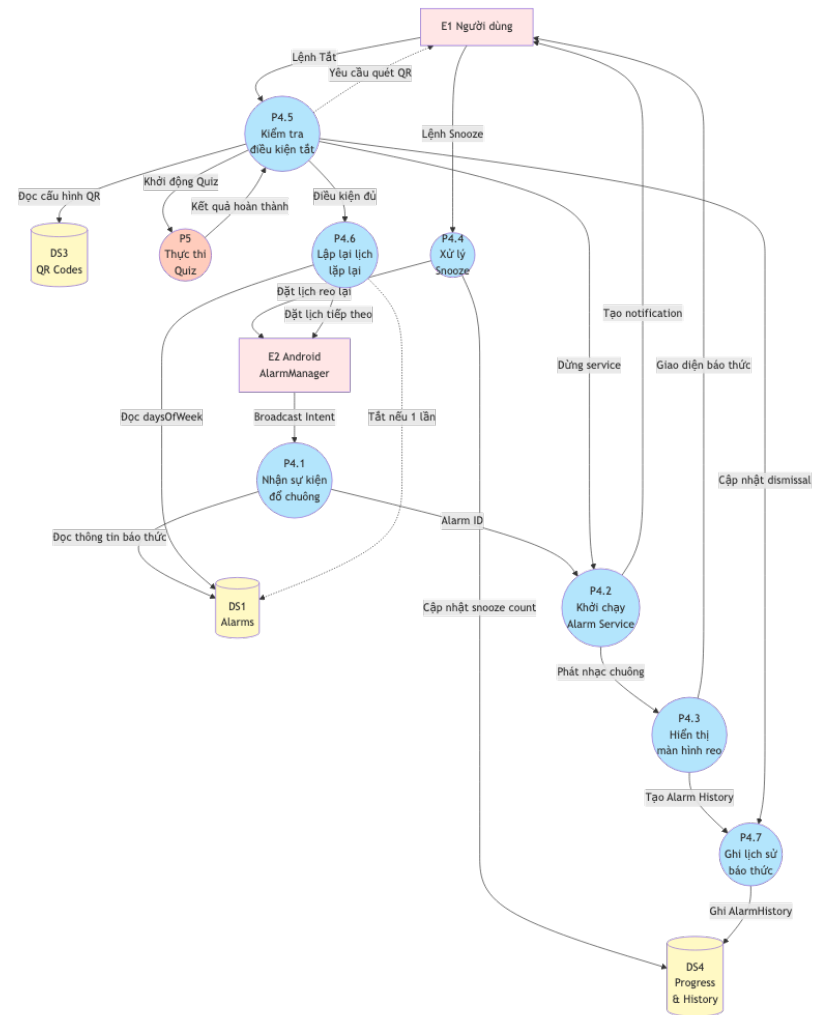 E1 Người dùng
Lệnh Tắt
Yêu cầu quét QR
P4.5
Kiểm tra
điều kiện tắt
Lệnh Snooze
Khởi động Quiz
Đọc cấu hình QR
Kết quả hoàn thành
Điều kiện đủ
DS3
QR Codes
P5
Thực thi
Quiz
P4.6
Lập lại lịch
lặp lại
P4.4
Xử lý
Snooze
Đặt lịch reo lại
Đặt lịch tiếp theo
Tạo notification
E2 Android
AlarmManager
Dừng service
Giao diện báo thức
Đọc daysOfWeek
Broadcast Intent
Tắt nếu 1 lần
P4.1
Nhận sự kiện
đổ chuông
Cập nhật dismissal
Alarm ID
Đọc thông tin báo thức
DS1
Alarms
P4.2
Khởi chạy
Alarm Service
Cập nhật snooze count
Phát nhạc chuông
P4.3
Hiển thị
màn hình reo
Tạo Alarm History
P4.7
Ghi lịch sử
báo thức
Ghi AlarmHistory
DS4
Progress
& History